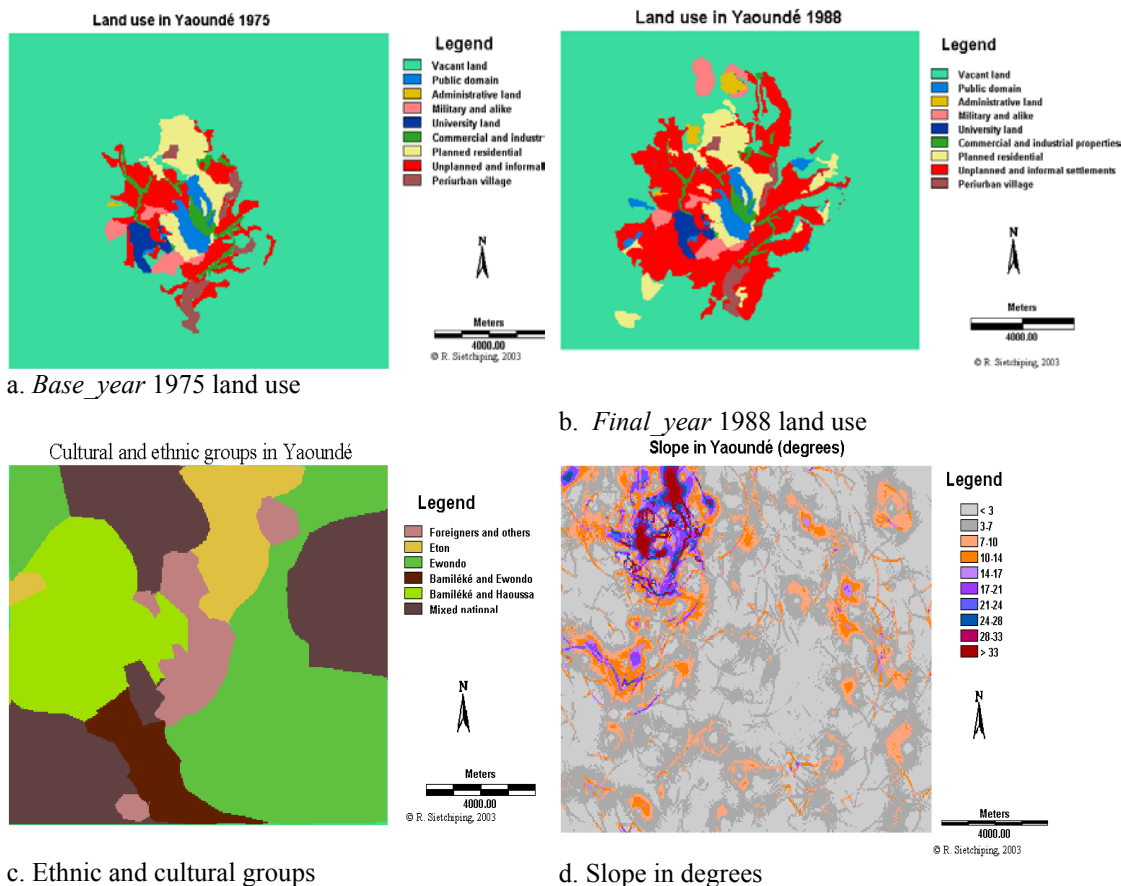 Land use in Yaoundé 1975
Legend
Vacant land
Public domain
Administrative land
Military and alike
University land
Commercial and industr
Planned residential
Unplanned and informal
Periurban village
N
Meters
4000.00
© R. Sietchiping, 2003
a. Base_year 1975 land use
Land use in Yaoundé 1988
Legend
Vacant land
Public domain
Administrative land
Military and alike
University land
Commercial and industrial properties
Planned residential
Unplanned and informal settlements
Periurban village
N
Meters
4000.00
© R. Sietchiping, 2003
b. Final_year 1988 land use
Cultural and ethnic groups in Yaoundé
Legend
Foreigners and others
Eton
Ewondo
Bamiléké and Ewondo
Bamiléké and Haoussa
Mixed national
N
Meters
4000.00
© R. Sietchiping, 2003
c. Ethnic and cultural groups
Slope in Yaoundé (degrees)
Legend
< 3
3-7
7-10
10-14
14-17
17-21
21-24
24-28
28-33
> 33
N
Meters
4000.00
© R. Sietchiping, 2003
d. Slope in degrees